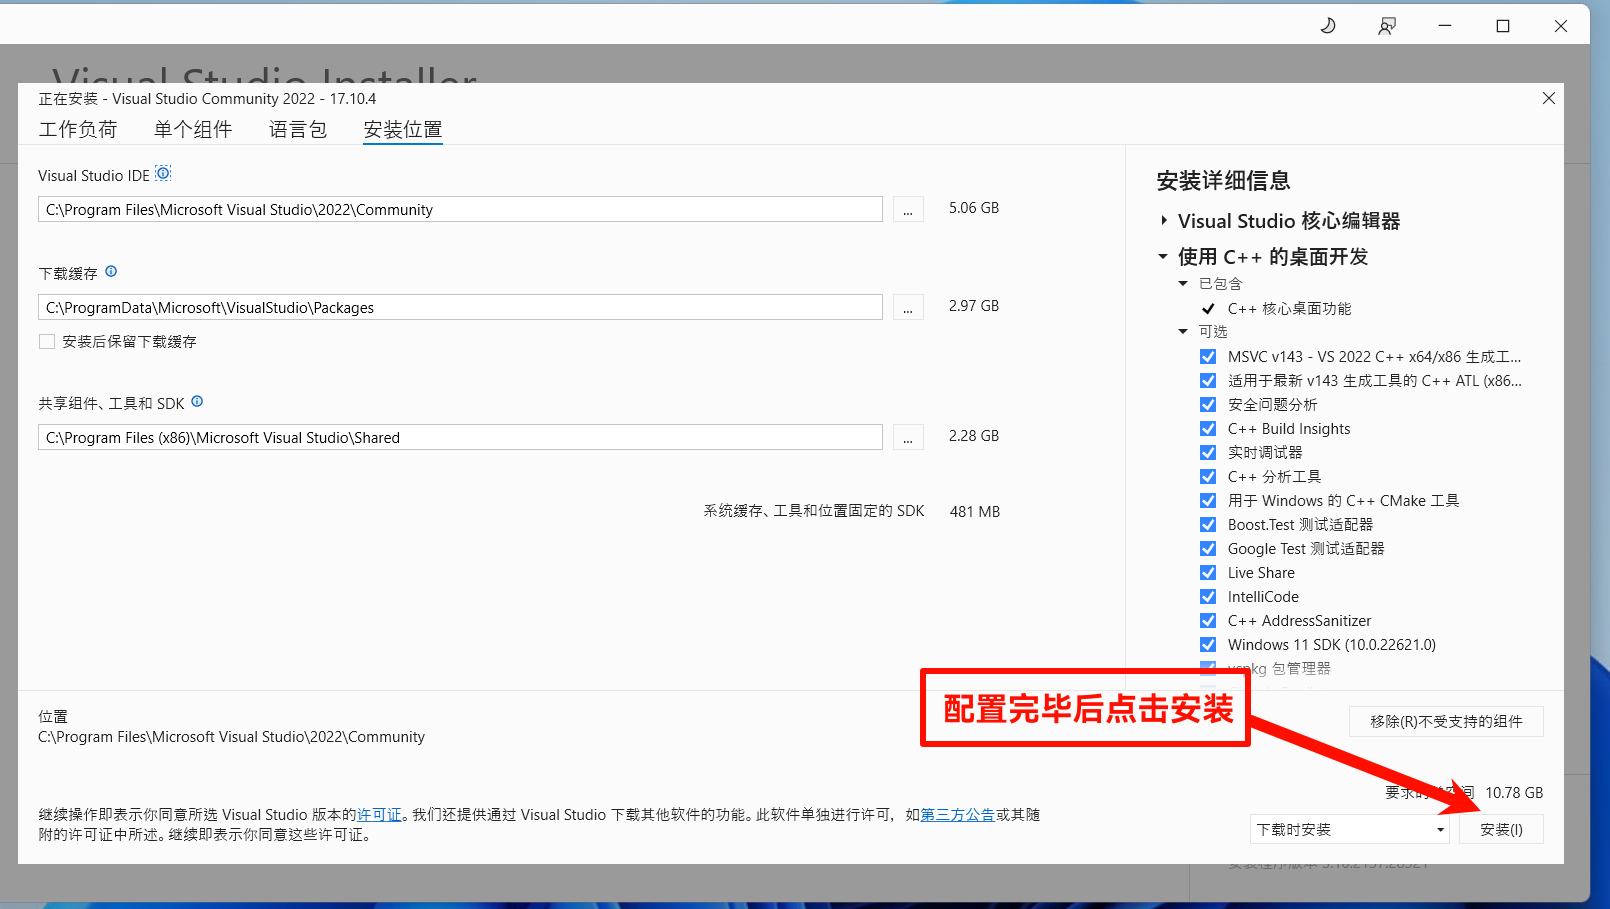 Visual Studio Installer
正在安装 - Visual Studio Community 2022 - 17.10.4
工作负荷 单个组件 语言包 安装位置
Visual Studio IDE
C:\Program Files\Microsoft Visual Studio\2022\Community
... 5.06 GB
下载缓存
C:\ProgramData\Microsoft\VisualStudio\Packages
... 2.97 GB
安装后保留下载缓存
共享组件、工具和 SDK
C:\Program Files (x86)\Microsoft Visual Studio\Shared
... 2.28 GB
系统缓存、工具和位置固定的 SDK 481 MB
安装详细信息
Visual Studio 核心编辑器
使用 C++ 的桌面开发
已包含
C++ 核心桌面功能
可选
MSVC v143 - VS 2022 C++ x64/x86 生成工...
适用于最新 v143 生成工具的 C++ ATL (x86...
安全问题分析
C++ Build Insights
实时调试器
C++ 分析工具
用于 Windows 的 C++ CMake 工具
Boost.Test 测试适配器
Google Test 测试适配器
Live Share
IntelliCode
C++ AddressSanitizer
Windows 11 SDK (10.0.22621.0)
vcpkg 包管理器
配置完毕后点击安装
位置
C:\Program Files\Microsoft Visual Studio\2022\Community
移除(R)不受支持的组件
要求的总空间 10.78 GB
继续操作即表示你同意所选 Visual Studio 版本的许可证。我们还提供通过 Visual Studio 下载其他软件的功能。此软件单独进行许可，如第三方公告或其随
附的许可证中所述。继续即表示你同意这些许可证。
下载时安装 安装(I)